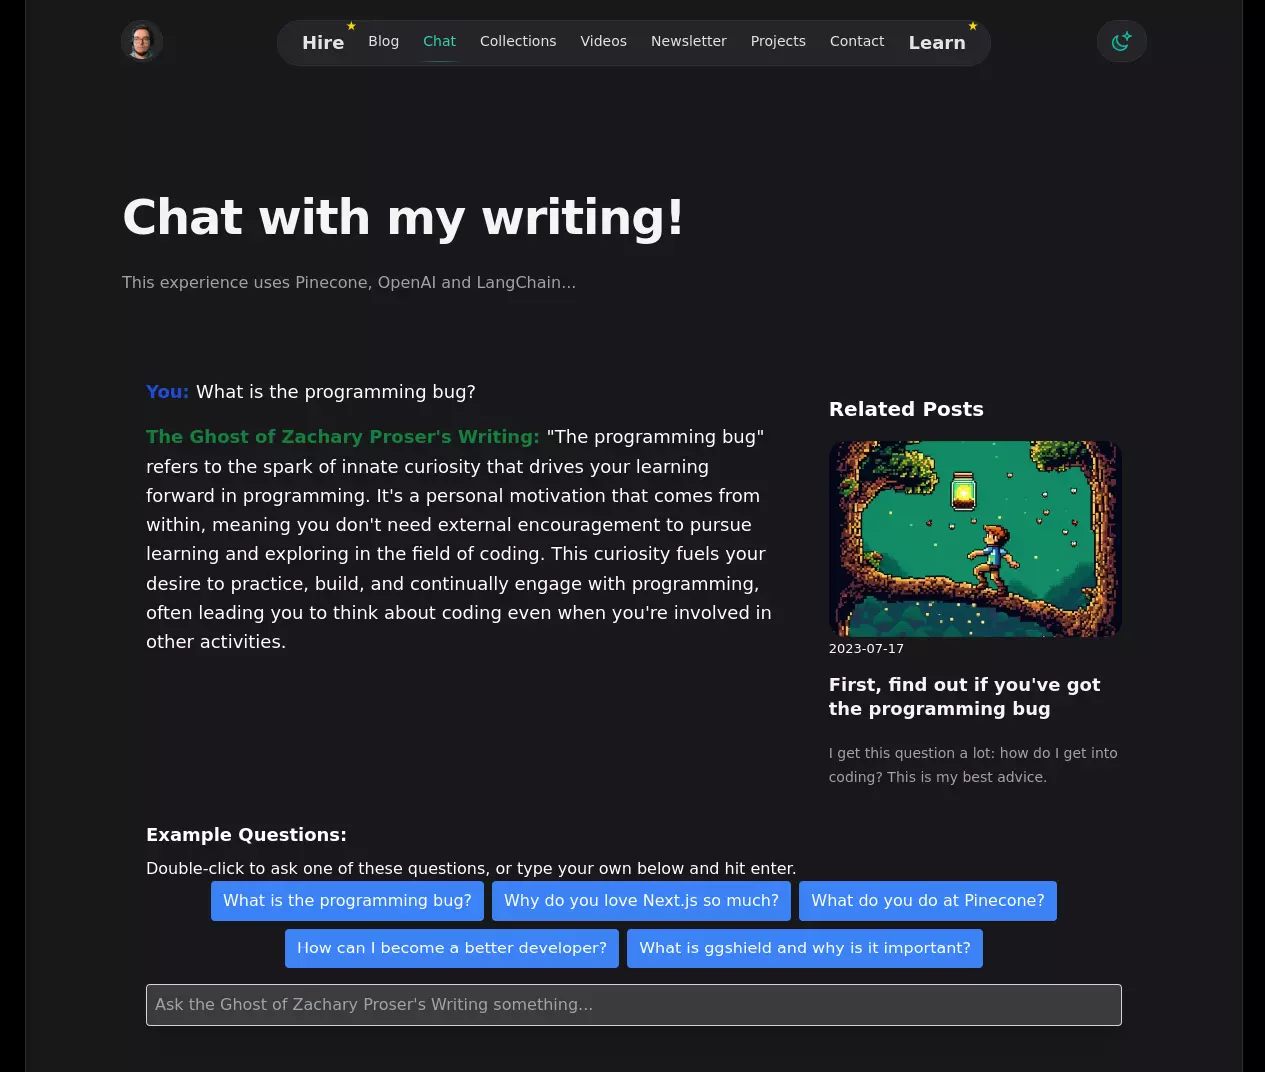 Hire Blog Chat Collections Videos Newsletter Projects Contact Learn
Chat with my writing!
This experience uses Pinecone, OpenAI and LangChain...
You: What is the programming bug?
The Ghost of Zachary Proser's Writing: "The programming bug"
refers to the spark of innate curiosity that drives your learning
forward in programming. It's a personal motivation that comes from
within, meaning you don't need external encouragement to pursue
learning and exploring in the field of coding. This curiosity fuels your
desire to practice, build, and continually engage with programming,
often leading you to think about coding even when you're involved in
other activities.
Related Posts
2023-07-17
First, find out if you've got
the programming bug
I get this question a lot: how do I get into
coding? This is my best advice.
Example Questions:
Double-click to ask one of these questions, or type your own below and hit enter.
What is the programming bug? Why do you love Next.js so much? What do you do at Pinecone?
How can I become a better developer? What is ggshield and why is it important?
Ask the Ghost of Zachary Proser's Writing something...